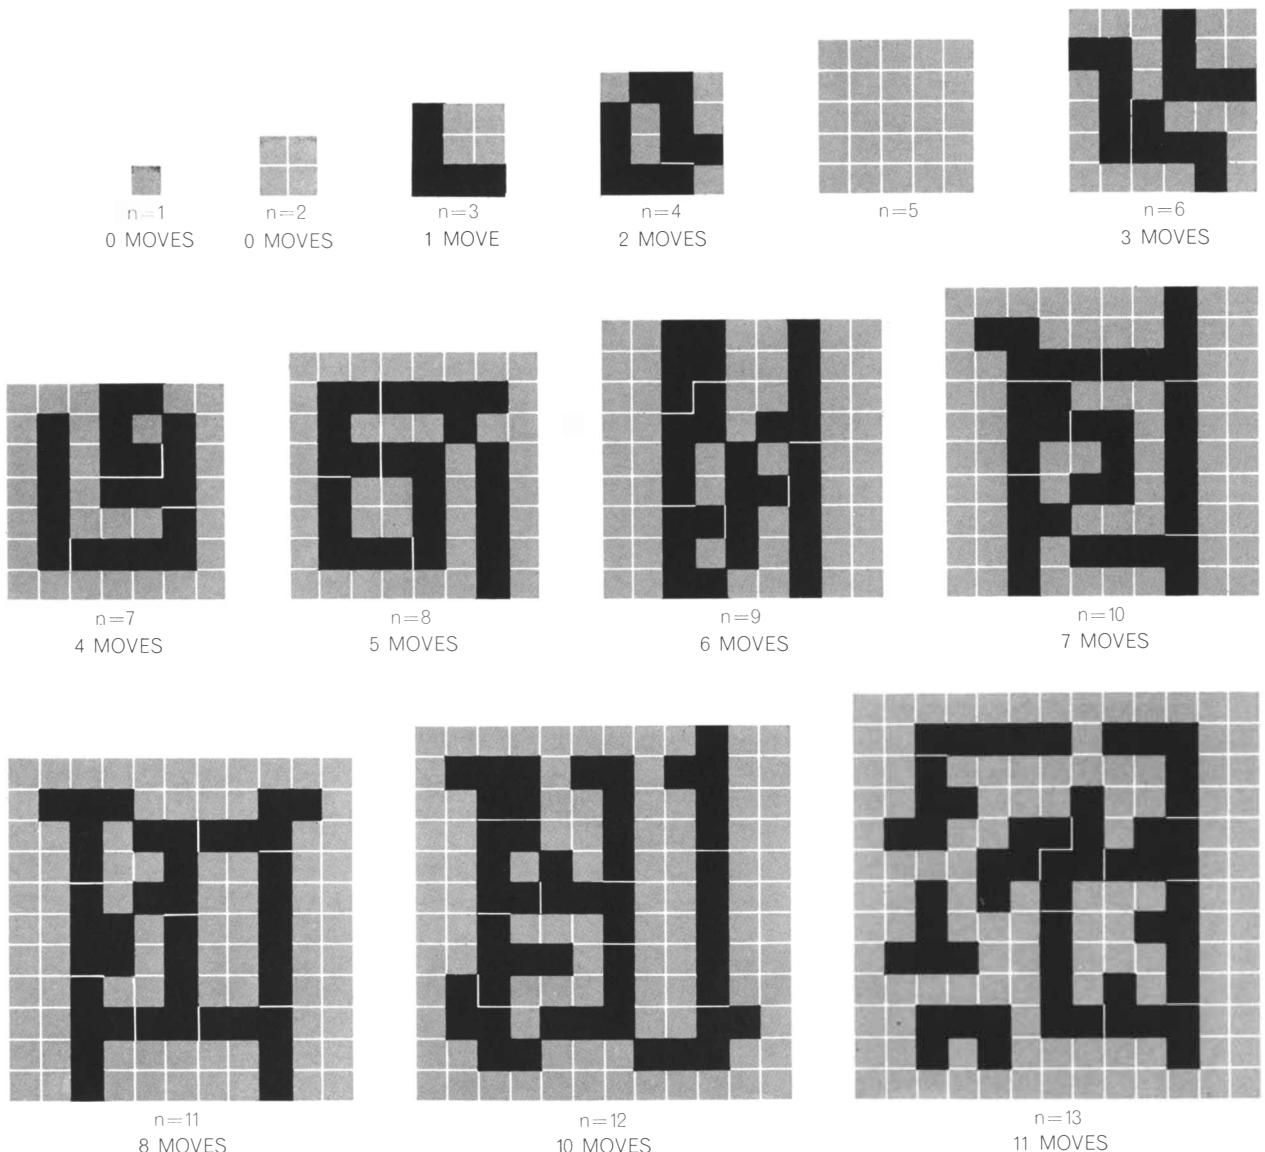 n=1
0 MOVES
n=2
0 MOVES
n=3
1 MOVE
n=4
2 MOVES
n=5
n=6
3 MOVES
n=7
4 MOVES
n=8
5 MOVES
n=9
6 MOVES
n=10
7 MOVES
n=11
8 MOVES
n=12
10 MOVES
n=13
11 MOVES